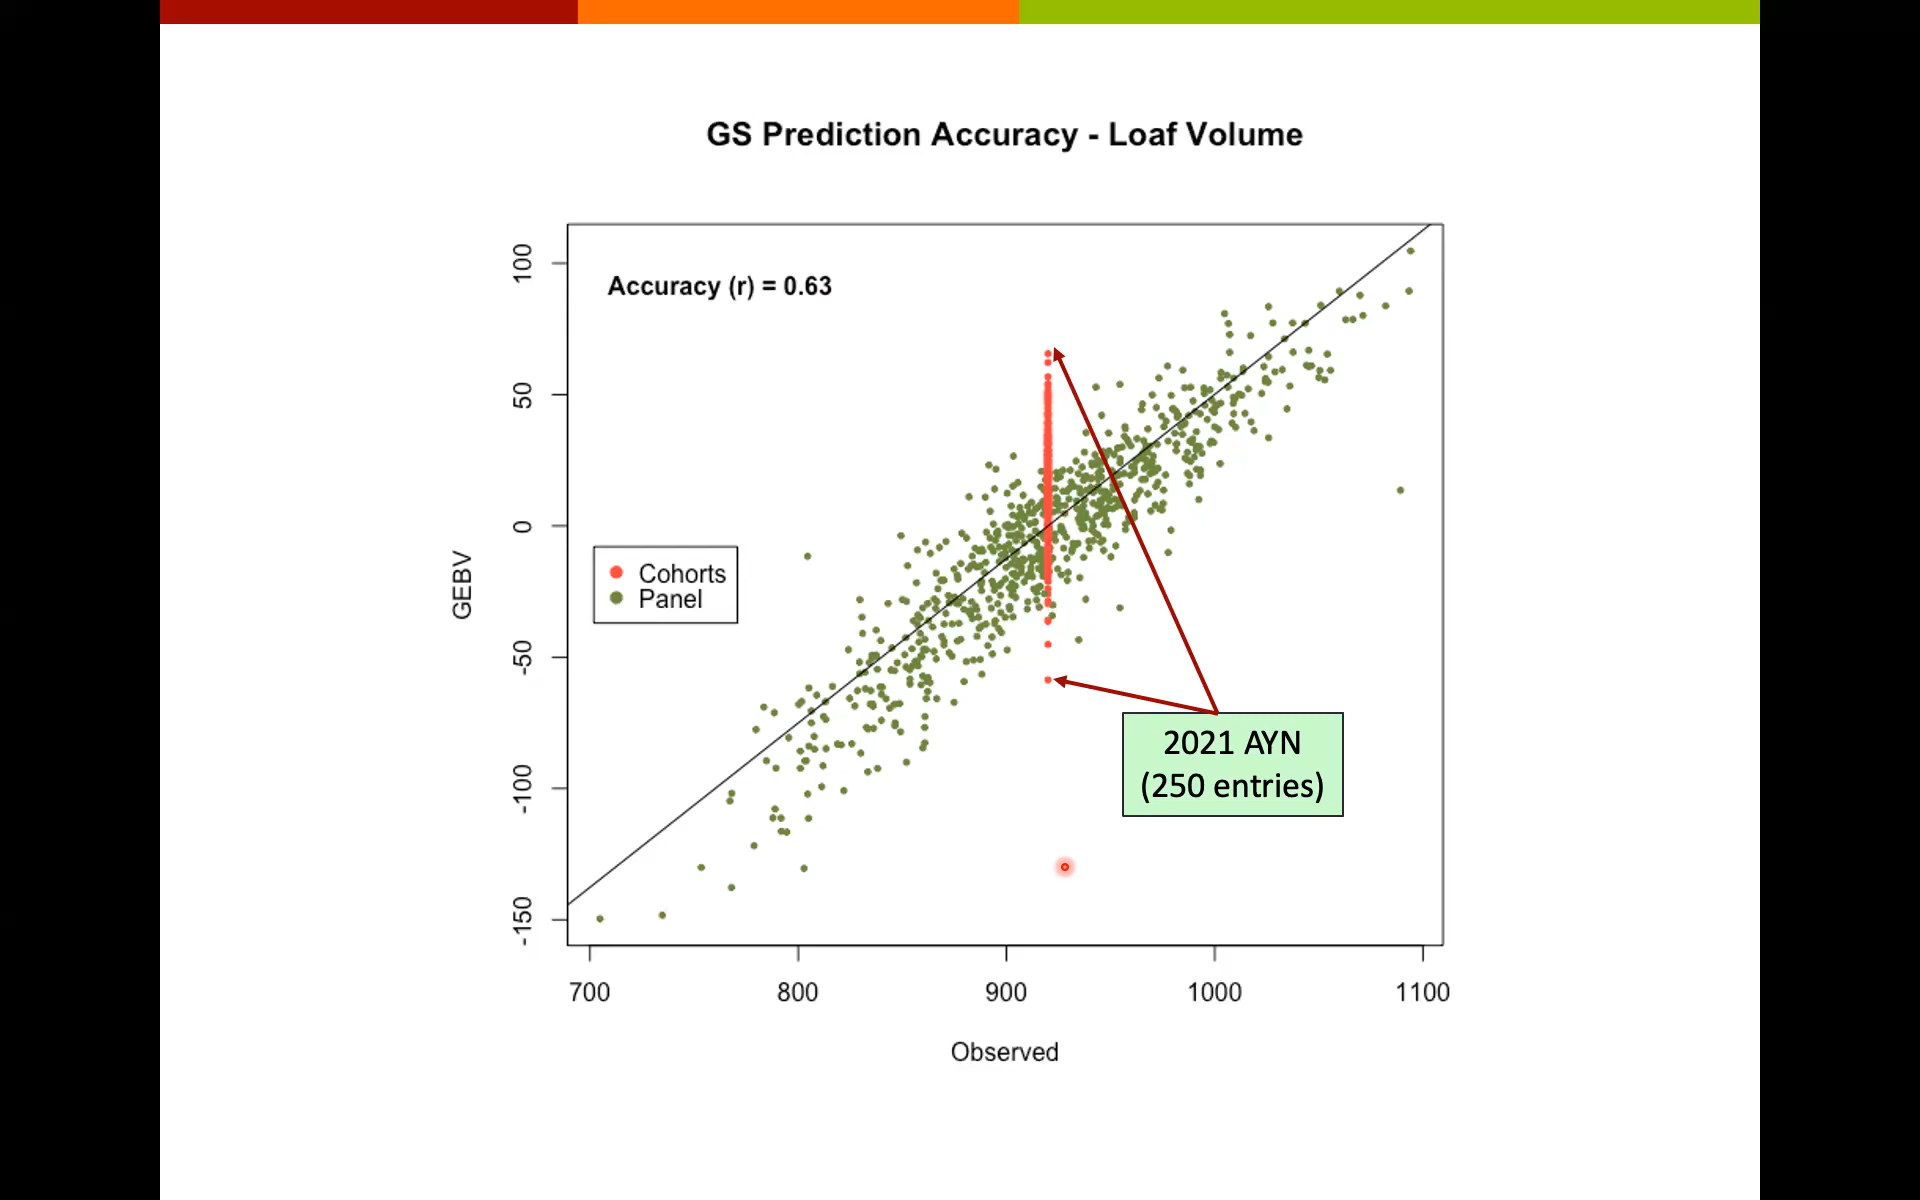 GS Prediction Accuracy - Loaf Volume
Accuracy (r) = 0.63
100
50
0
-50
-100
-150
GEBV
Cohorts
Panel
2021 AYN
(250 entries)
700 800 900 1000 1100
Observed